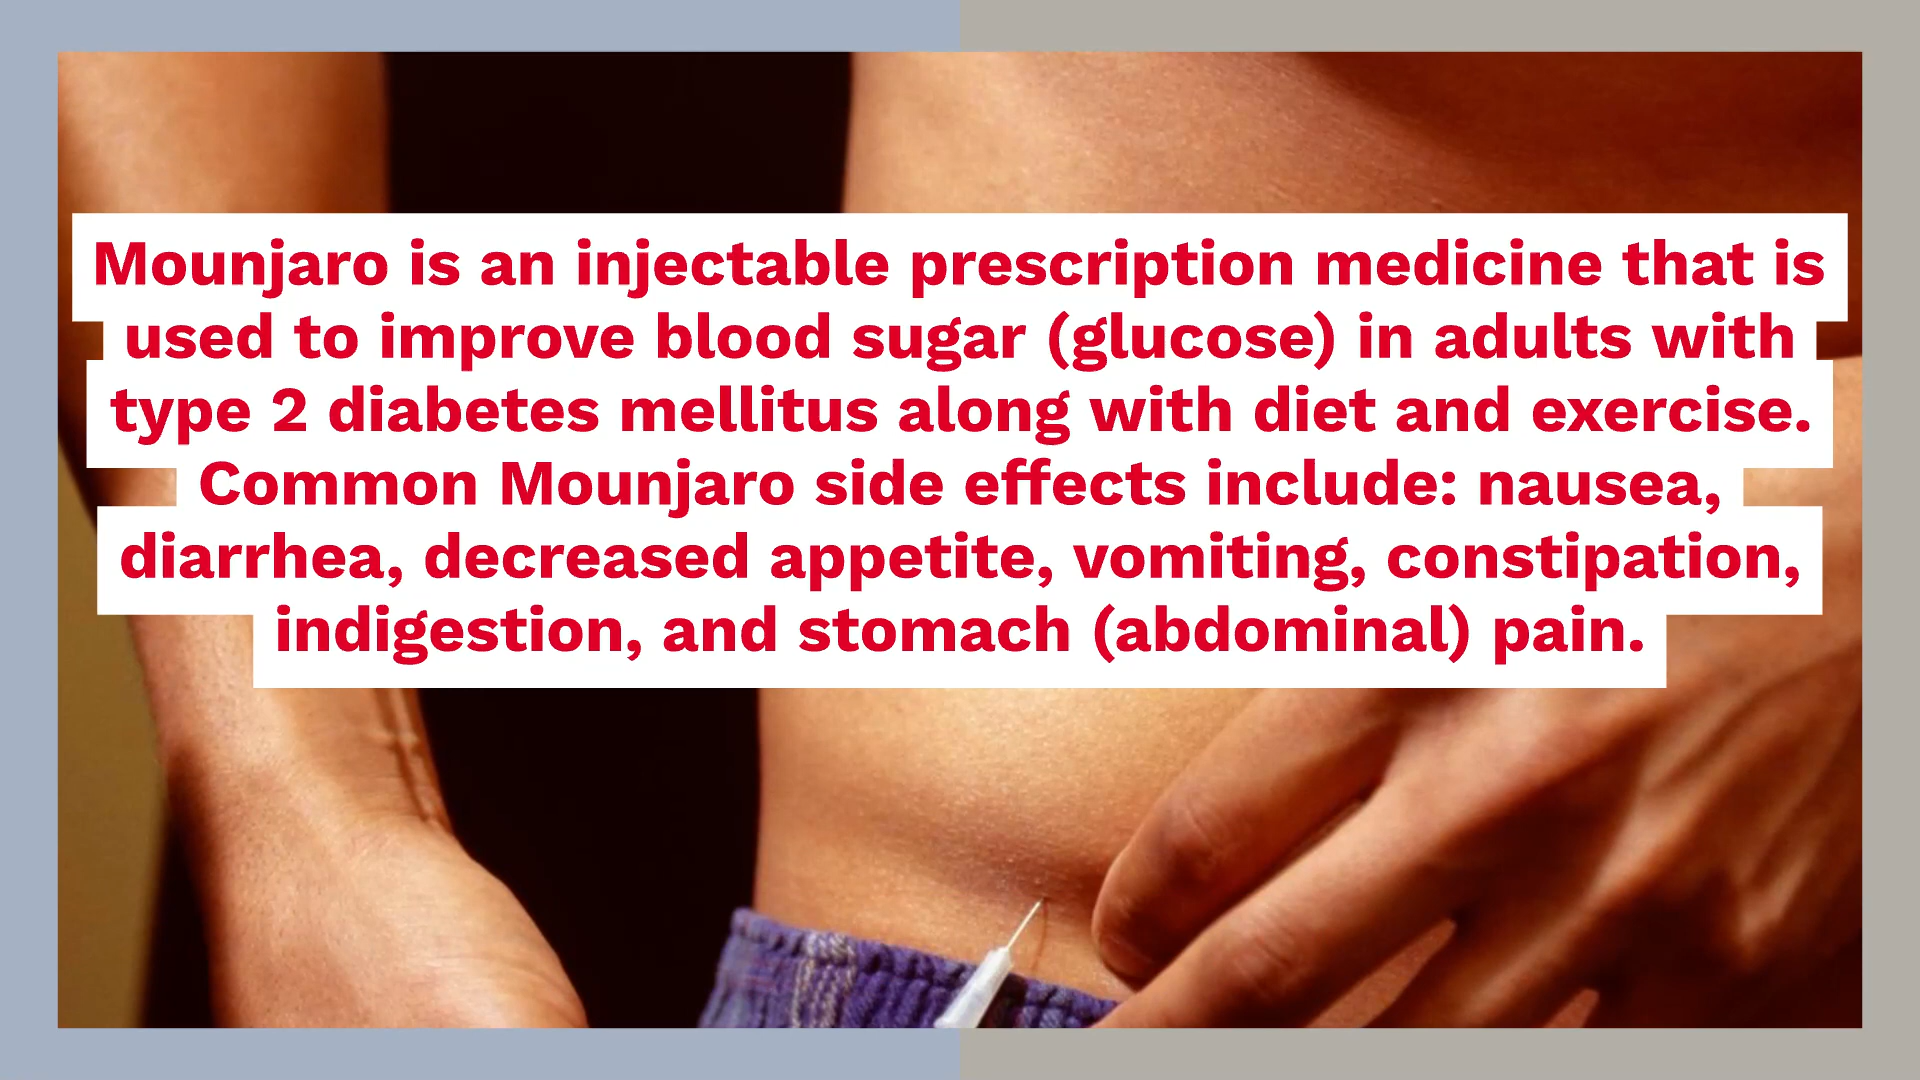 Mounjaro is an injectable prescription medicine that is
used to improve blood sugar (glucose) in adults with
type 2 diabetes mellitus along with diet and exercise.
Common Mounjaro side effects include: nausea,
diarrhea, decreased appetite, vomiting, constipation,
indigestion, and stomach (abdominal) pain.